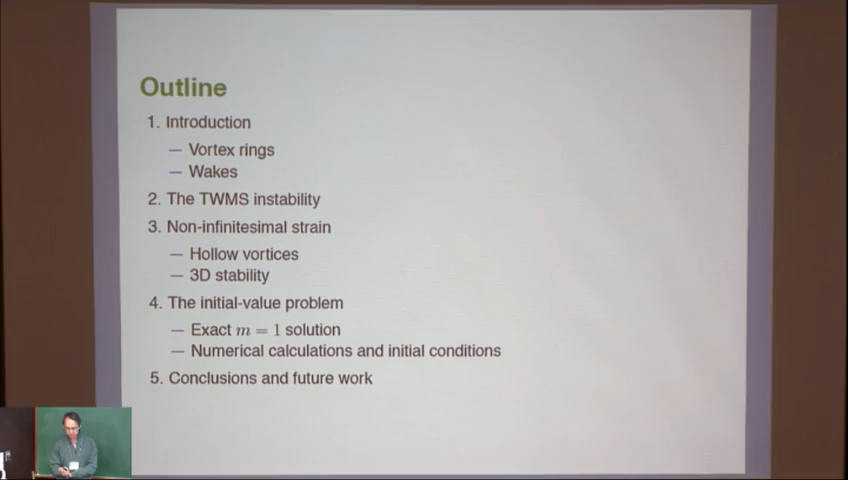 Outline
1. Introduction
— Vortex rings
— Wakes
2. The TWMS instability
3. Non-infinitesimal strain
— Hollow vortices
— 3D stability
4. The initial-value problem
— Exact m = 1 solution
— Numerical calculations and initial conditions
5. Conclusions and future work